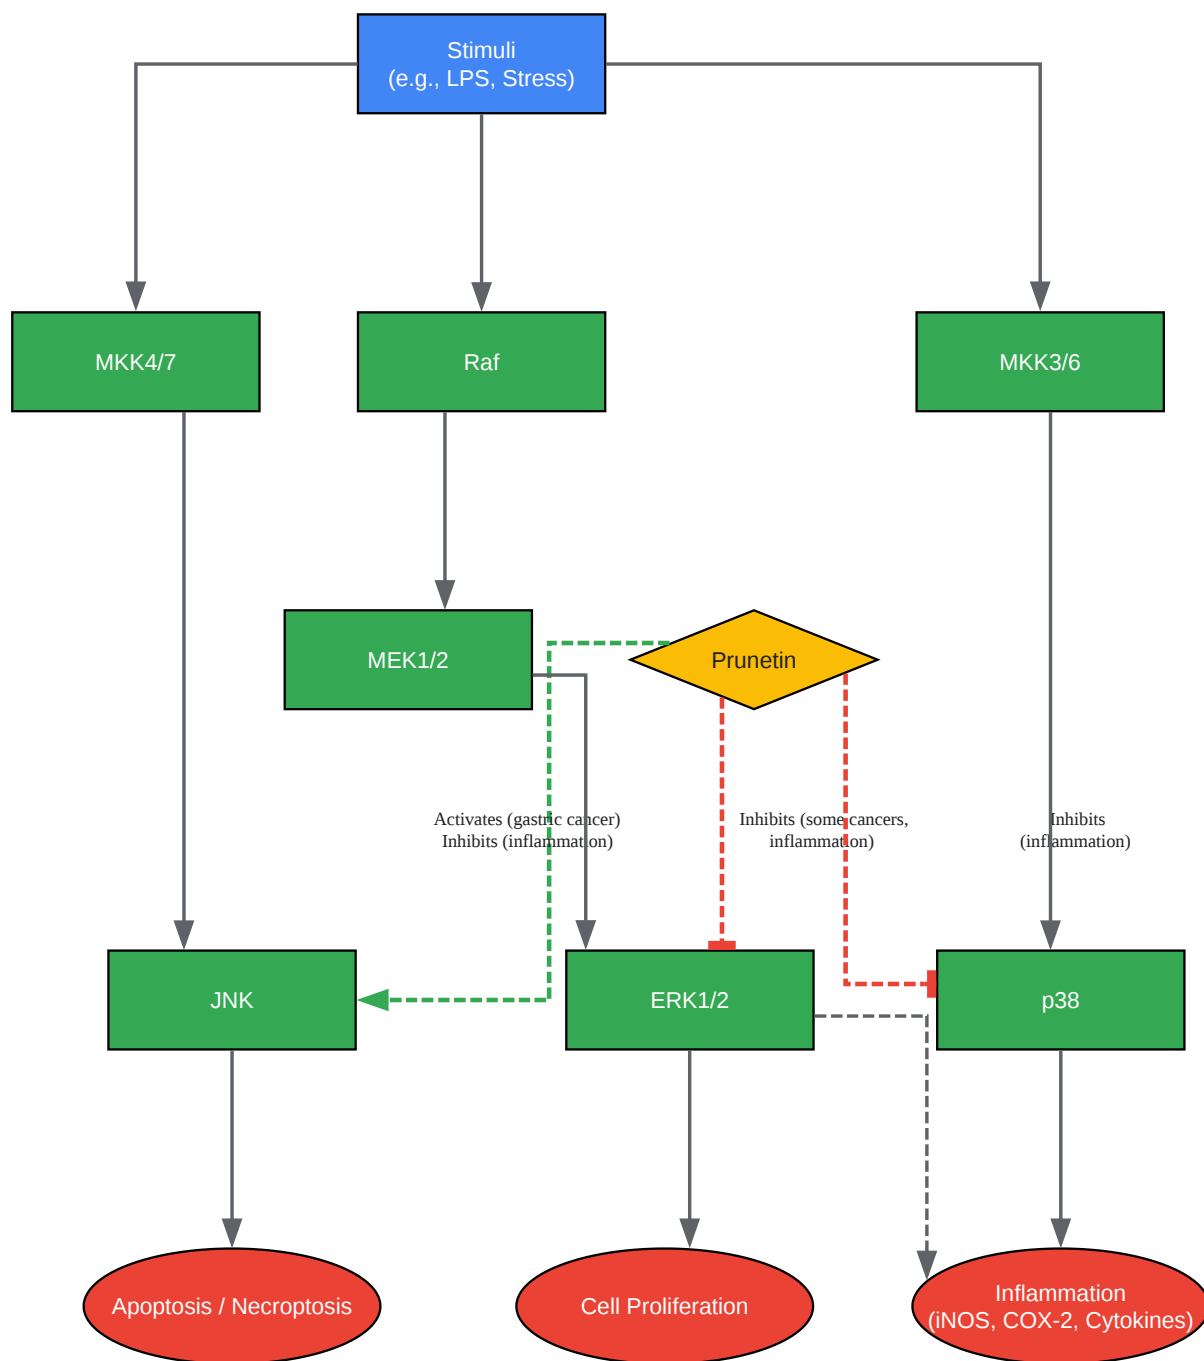 Stimuli
(e.g., LPS, Stress)
MKK4/7
Raf
MKK3/6
MEK1/2
Prunetin
Activates (gastric cancer)
Inhibits (inflammation)
Inhibits (some cancers,
inflammation)
Inhibits
(inflammation)
JNK
ERK1/2
p38
Apoptosis / Necroptosis
Cell Proliferation
Inflammation
(iNOS, COX-2, Cytokines)